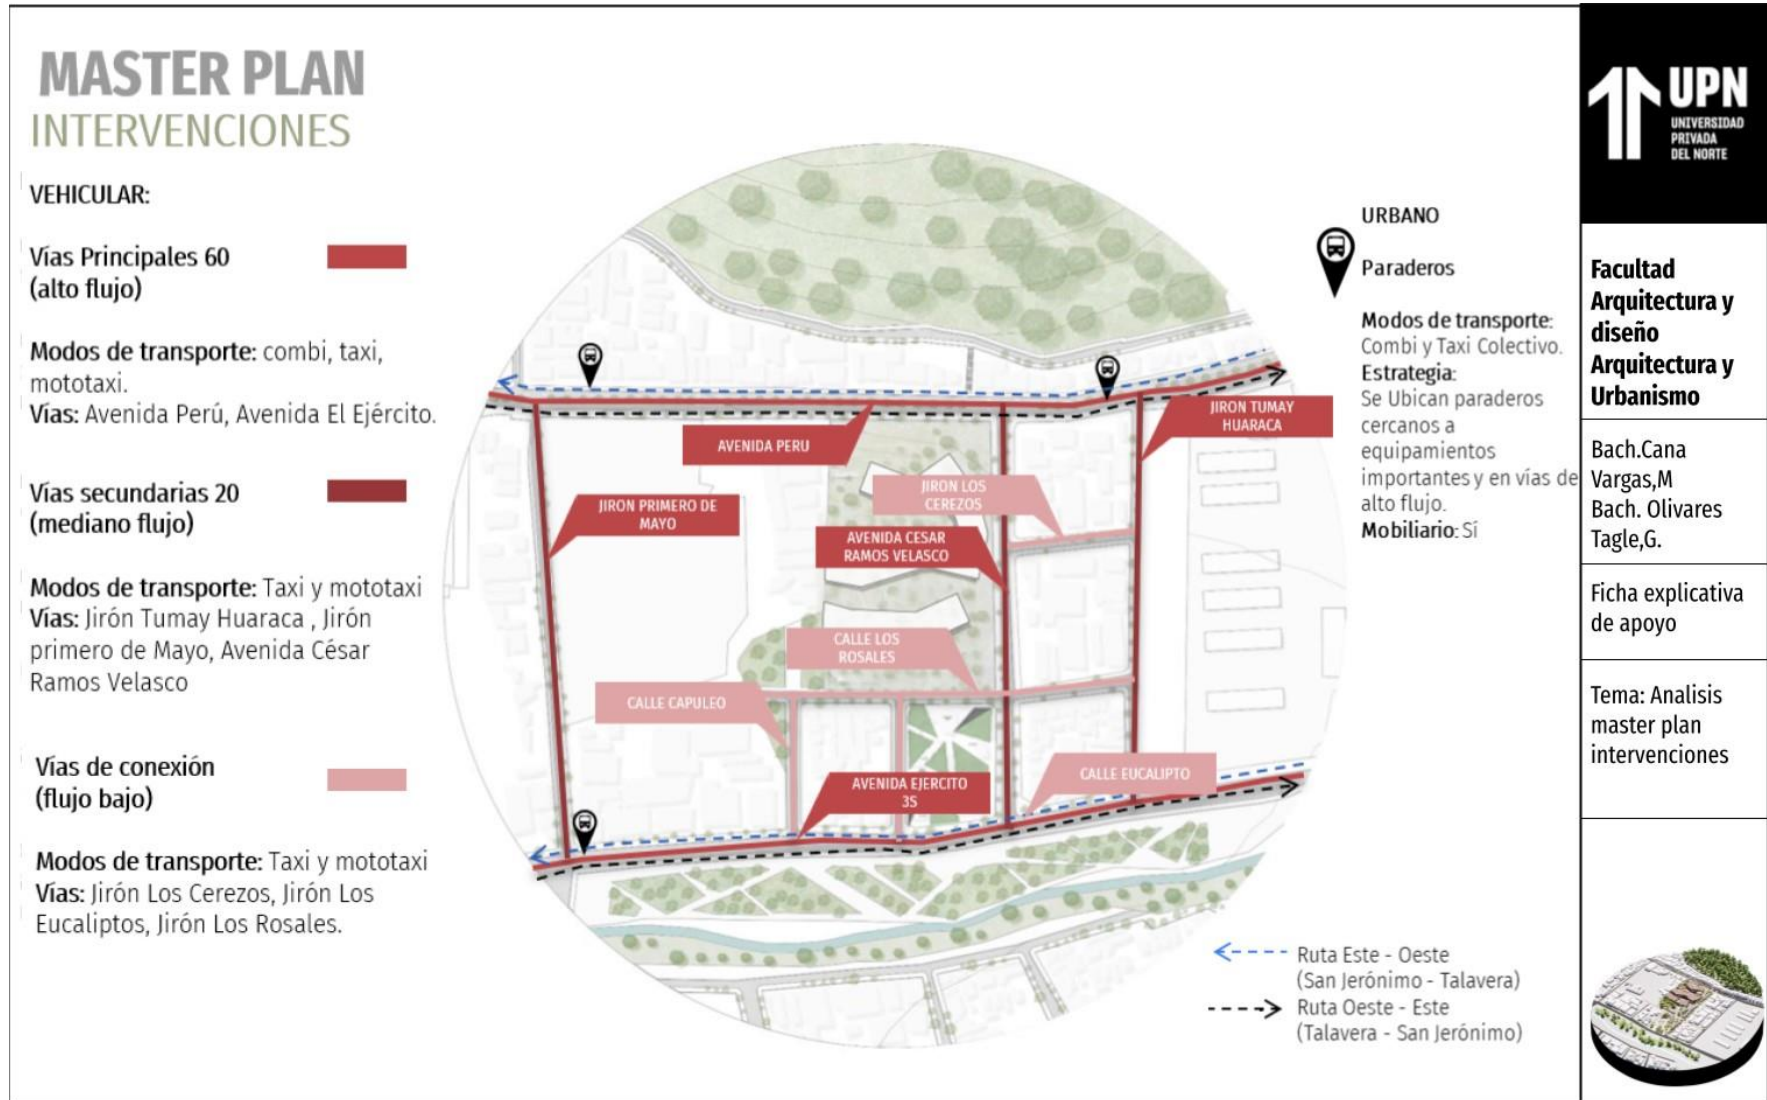 MASTER PLAN
INTERVENCIONES
VEHICULAR:
Vías Principales 60
(alto flujo)
Modos de transporte: combi, taxi,
mototaxi.
Vías: Avenida Perú, Avenida El Ejército.
Vías secundarias 20
(mediano flujo)
Modos de transporte: Taxi y mototaxi
Vías: Jirón Tumay Huaraca , Jirón
primero de Mayo, Avenida César
Ramos Velasco
Vías de conexión
(flujo bajo)
Modos de transporte: Taxi y mototaxi
Vías: Jirón Los Cerezos, Jirón Los
Eucaliptos, Jirón Los Rosales.
AVENIDA PERU
JIRON TUMAY
HUARACA
JIRON PRIMERO DE
MAYO
JIRON LOS
CEREZOS
AVENIDA CESAR
RAMOS VELASCO
CALLE LOS
ROSALES
CALLE CAPULEO
AVENIDA EJERCITO
3S
CALLE EUCALIPTO
URBANO
Paraderos
Modos de transporte:
Combi y Taxi Colectivo.
Estrategia:
Se Ubican paraderos
cercanos a
equipamientos
importantes y en vías de
alto flujo.
Mobiliario: Sí
Ruta Este - Oeste
(San Jerónimo - Talavera)
Ruta Oeste - Este
(Talavera - San Jerónimo)
UPN
UNIVERSIDAD
PRIVADA
DEL NORTE
Facultad
Arquitectura y
diseño
Arquitectura y
Urbanismo
Bach.Cana
Vargas,M
Bach. Olivares
Tagle,G.
Ficha explicativa
de apoyo
Tema: Analisis
master plan
intervenciones